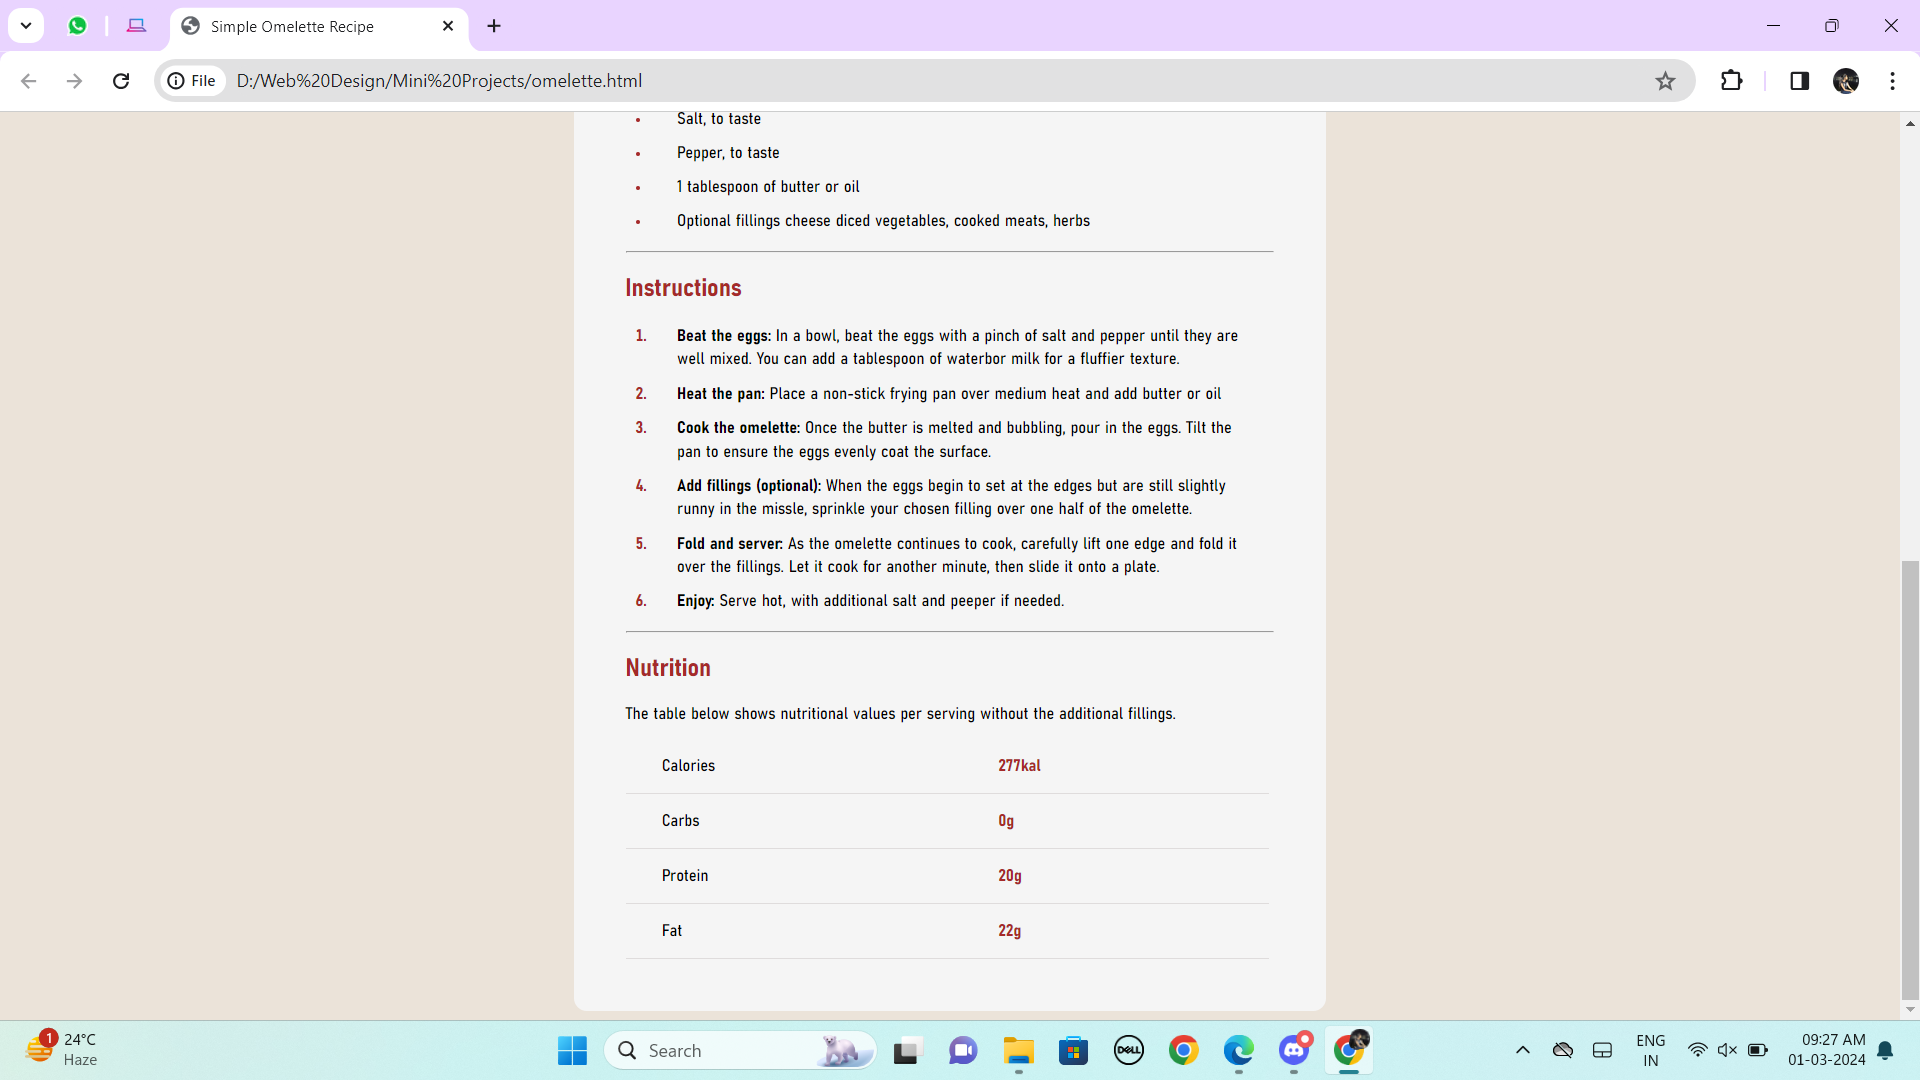 Simple Omelette Recipe
File D:/Web%20Design/Mini%20Projects/omelette.html
• Salt, to taste
• Pepper, to taste
• 1 tablespoon of butter or oil
• Optional fillings cheese diced vegetables, cooked meats, herbs
Instructions
1. Beat the eggs: In a bowl, beat the eggs with a pinch of salt and pepper until they are
well mixed. You can add a tablespoon of waterbor milk for a fluffier texture.
2. Heat the pan: Place a non-stick frying pan over medium heat and add butter or oil
3. Cook the omelette: Once the butter is melted and bubbling, pour in the eggs. Tilt the
pan to ensure the eggs evenly coat the surface.
4. Add fillings (optional): When the eggs begin to set at the edges but are still slightly
runny in the missle, sprinkle your chosen filling over one half of the omelette.
5. Fold and server: As the omelette continues to cook, carefully lift one edge and fold it
over the fillings. Let it cook for another minute, then slide it onto a plate.
6. Enjoy: Serve hot, with additional salt and peeper if needed.
Nutrition
The table below shows nutritional values per serving without the additional fillings.
Calories 277kal
Carbs 0g
Protein 20g
Fat 22g
1
24°C
Haze
Search
DELL
ENG
IN
09:27 AM
01-03-2024